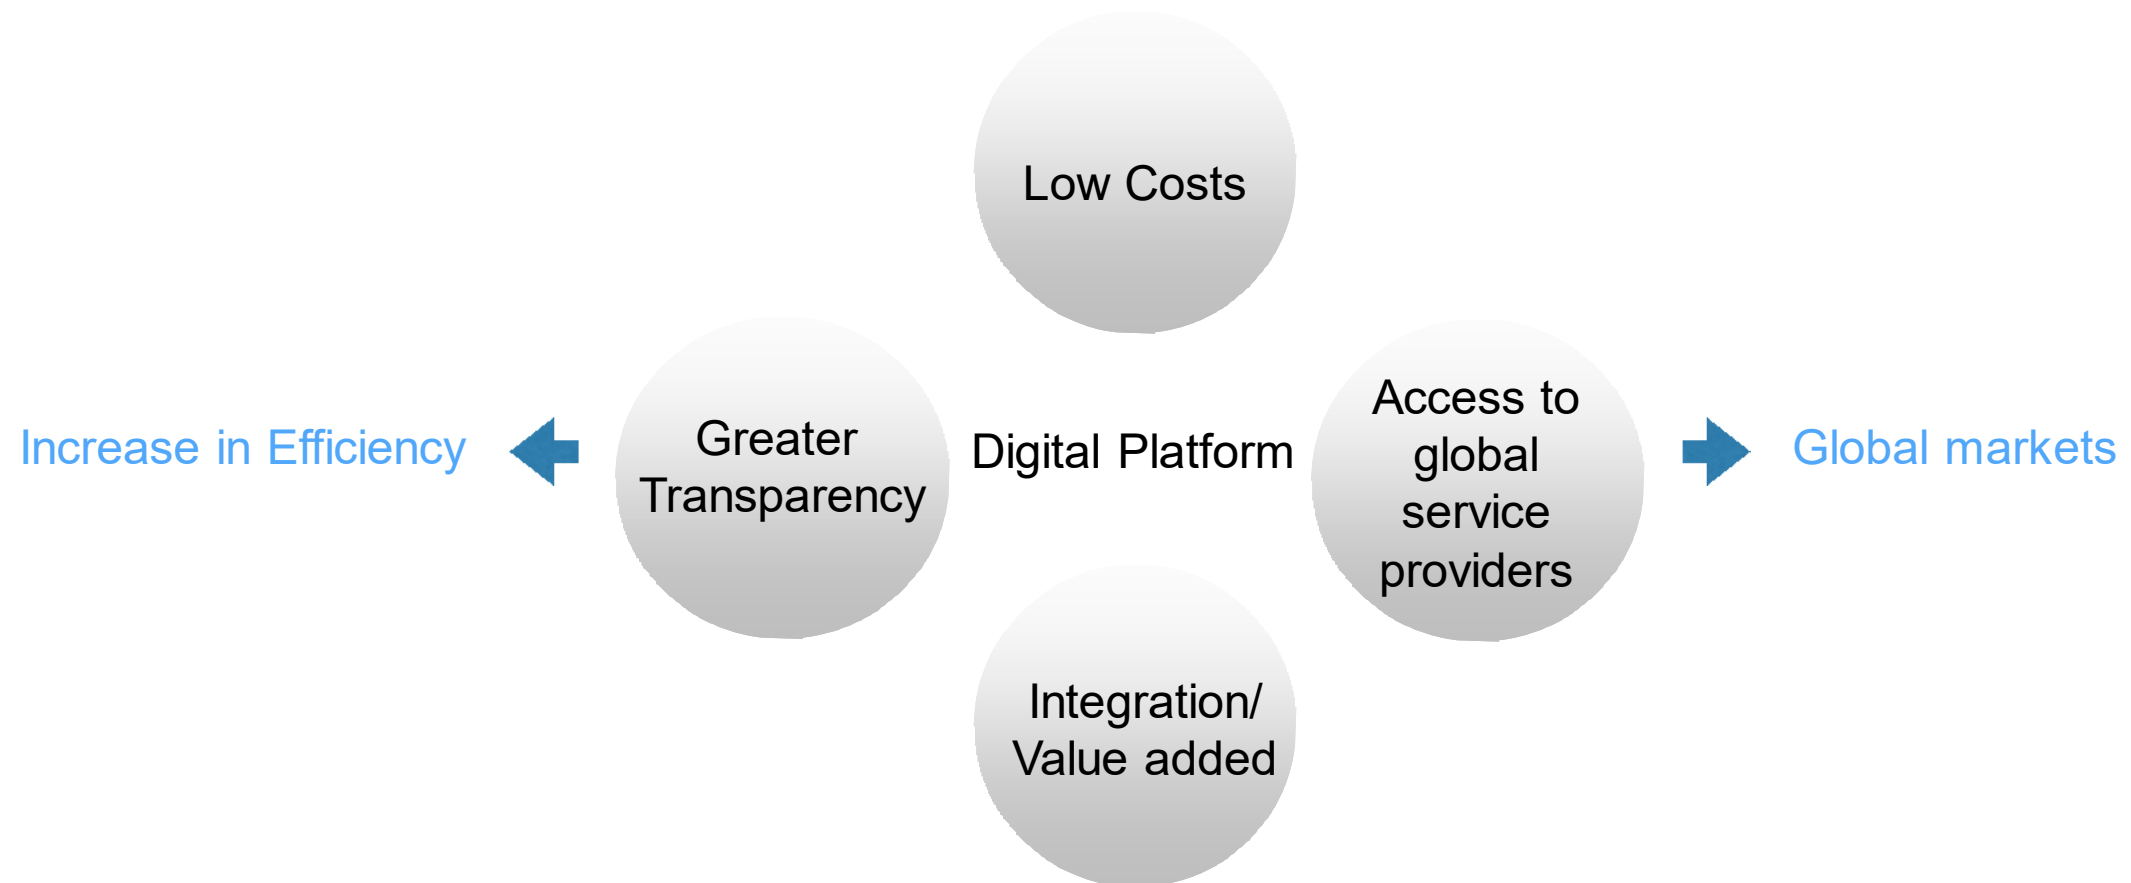 Low Costs
Increase in Efficiency
Greater
Transparency
Digital Platform
Access to
global
service
providers
Global markets
Integration/
Value added